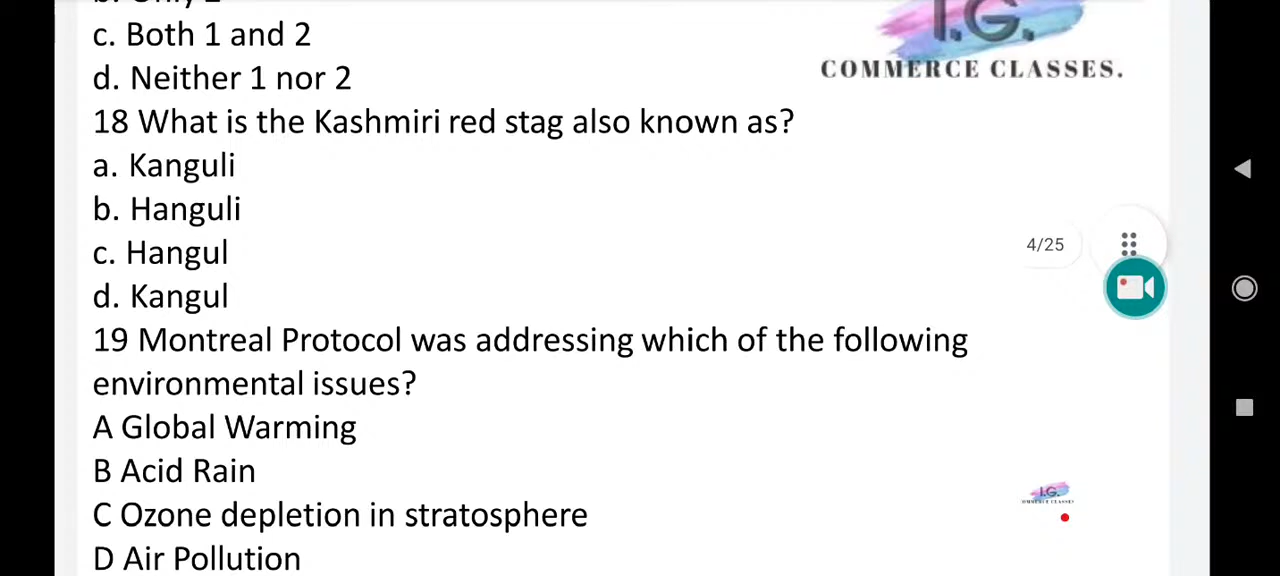 c. Both 1 and 2
d. Neither 1 nor 2
I.G.
COMMERCE CLASSES.
18 What is the Kashmiri red stag also known as?
a. Kanguli
b. Hanguli
c. Hangul
d. Kangul
4/25
19 Montreal Protocol was addressing which of the following
environmental issues?
A Global Warming
B Acid Rain
C Ozone depletion in stratosphere
D Air Pollution
I.G.